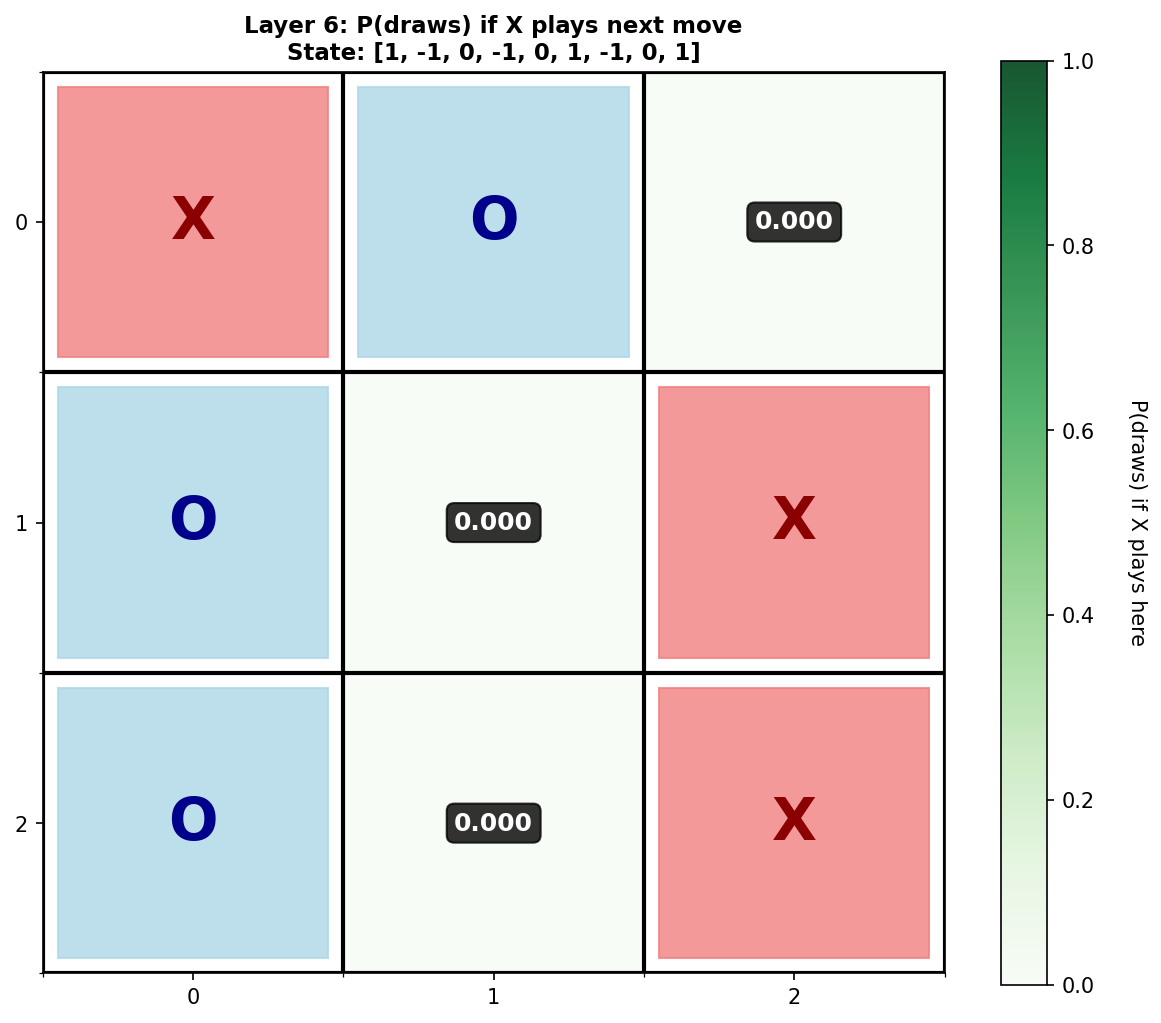 Layer 6: P(draws) if X plays next move
State: [1, -1, 0, -1, 0, 1, -1, 0, 1]
X
O
0.000
O
0.000
X
O
0.000
X
0
1
2
0
1
2
1.0
0.8
0.6
0.4
0.2
0.0
P(draws) if X plays here